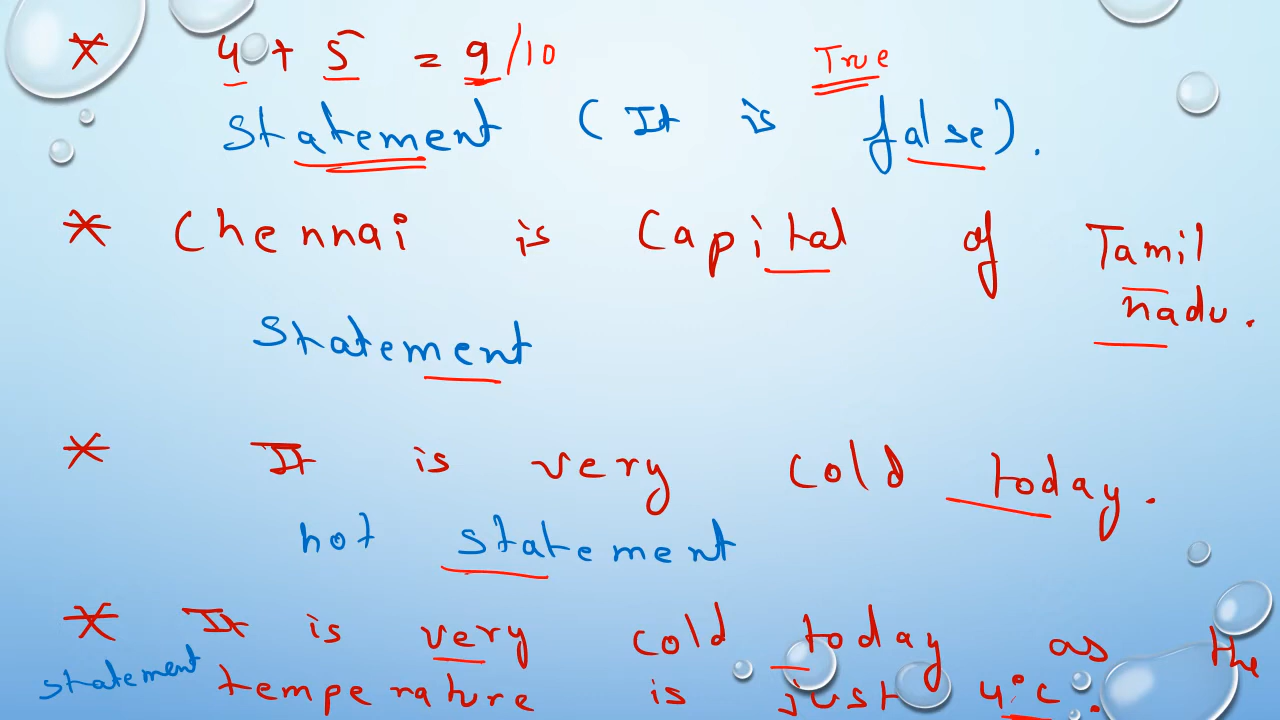 * 4 + 5 = 9/10 True
Statement (It is false).
* Chennai is Capital of Tamil
nadu.
Statement
* It is very cold today.
not statement
* It is very cold today as the
statement temperature is just 4°C.